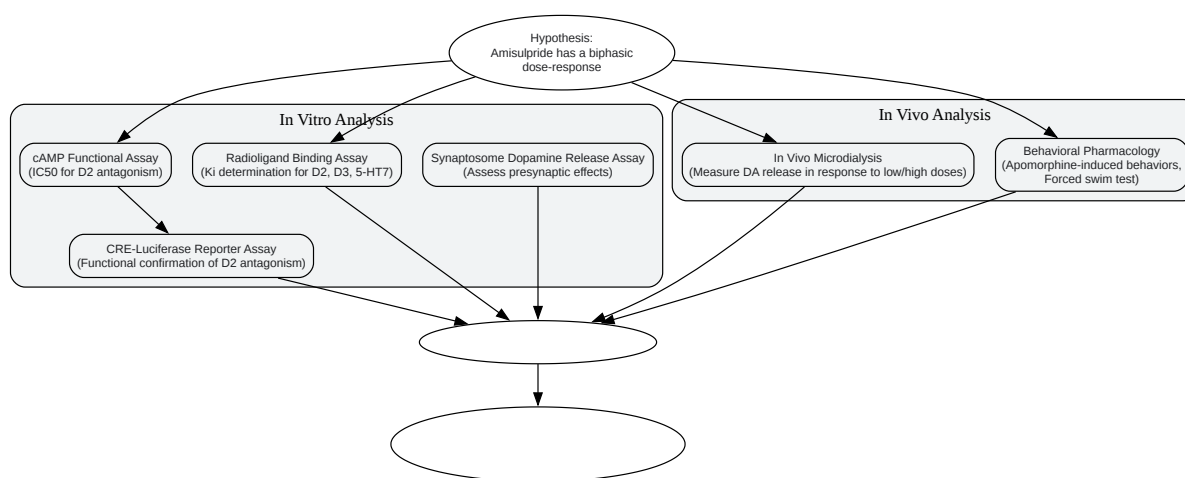 Hypothesis:
Amisulpride has a biphasic
dose-response
In Vitro Analysis
cAMP Functional Assay
(IC50 for D2 antagonism)
Radioligand Binding Assay
(Ki determination for D2, D3, 5-HT7)
Synaptosome Dopamine Release Assay
(Assess presynaptic effects)
CRE-Luciferase Reporter Assay
(Functional confirmation of D2 antagonism)
In Vivo Analysis
In Vivo Microdialysis
(Measure DA release in response to low/high doses)
Behavioral Pharmacology
(Apomorphine-induced behaviors,
Forced swim test)